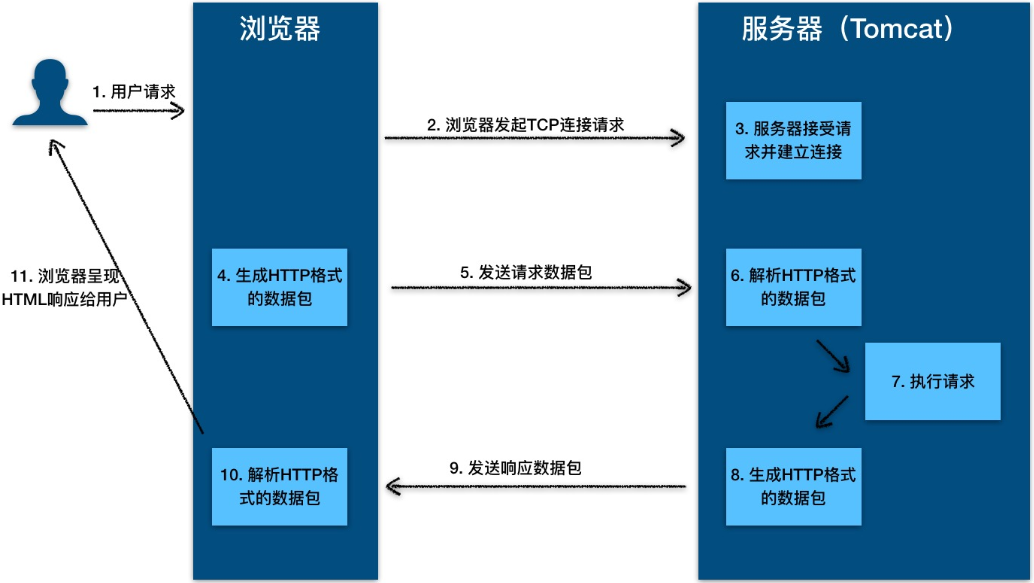 浏览器
服务器（Tomcat）
1. 用户请求
2. 浏览器发起TCP连接请求
3. 服务器接受请
求并建立连接
4. 生成HTTP格式
的数据包
5. 发送请求数据包
6. 解析HTTP格式
的数据包
7. 执行请求
8. 生成HTTP格式
的数据包
9. 发送响应数据包
10. 解析HTTP格
式的数据包
11. 浏览器呈现
HTML响应给用户